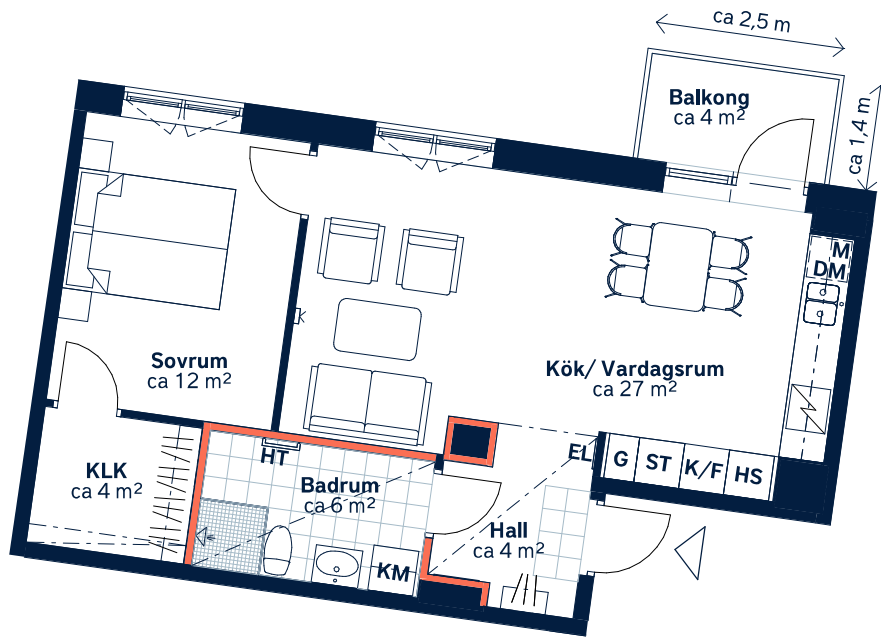 ca 2,5 m
Balkong
ca 4 m²
ca 1,4 m
M
DM
Sovrum
ca 12 m²
Kök/ Vardagsrum
ca 27 m²
KLK
ca 4 m²
HT
Badrum
ca 6 m²
EL
G
ST
K/F
HS
Hall
ca 4 m²
KM